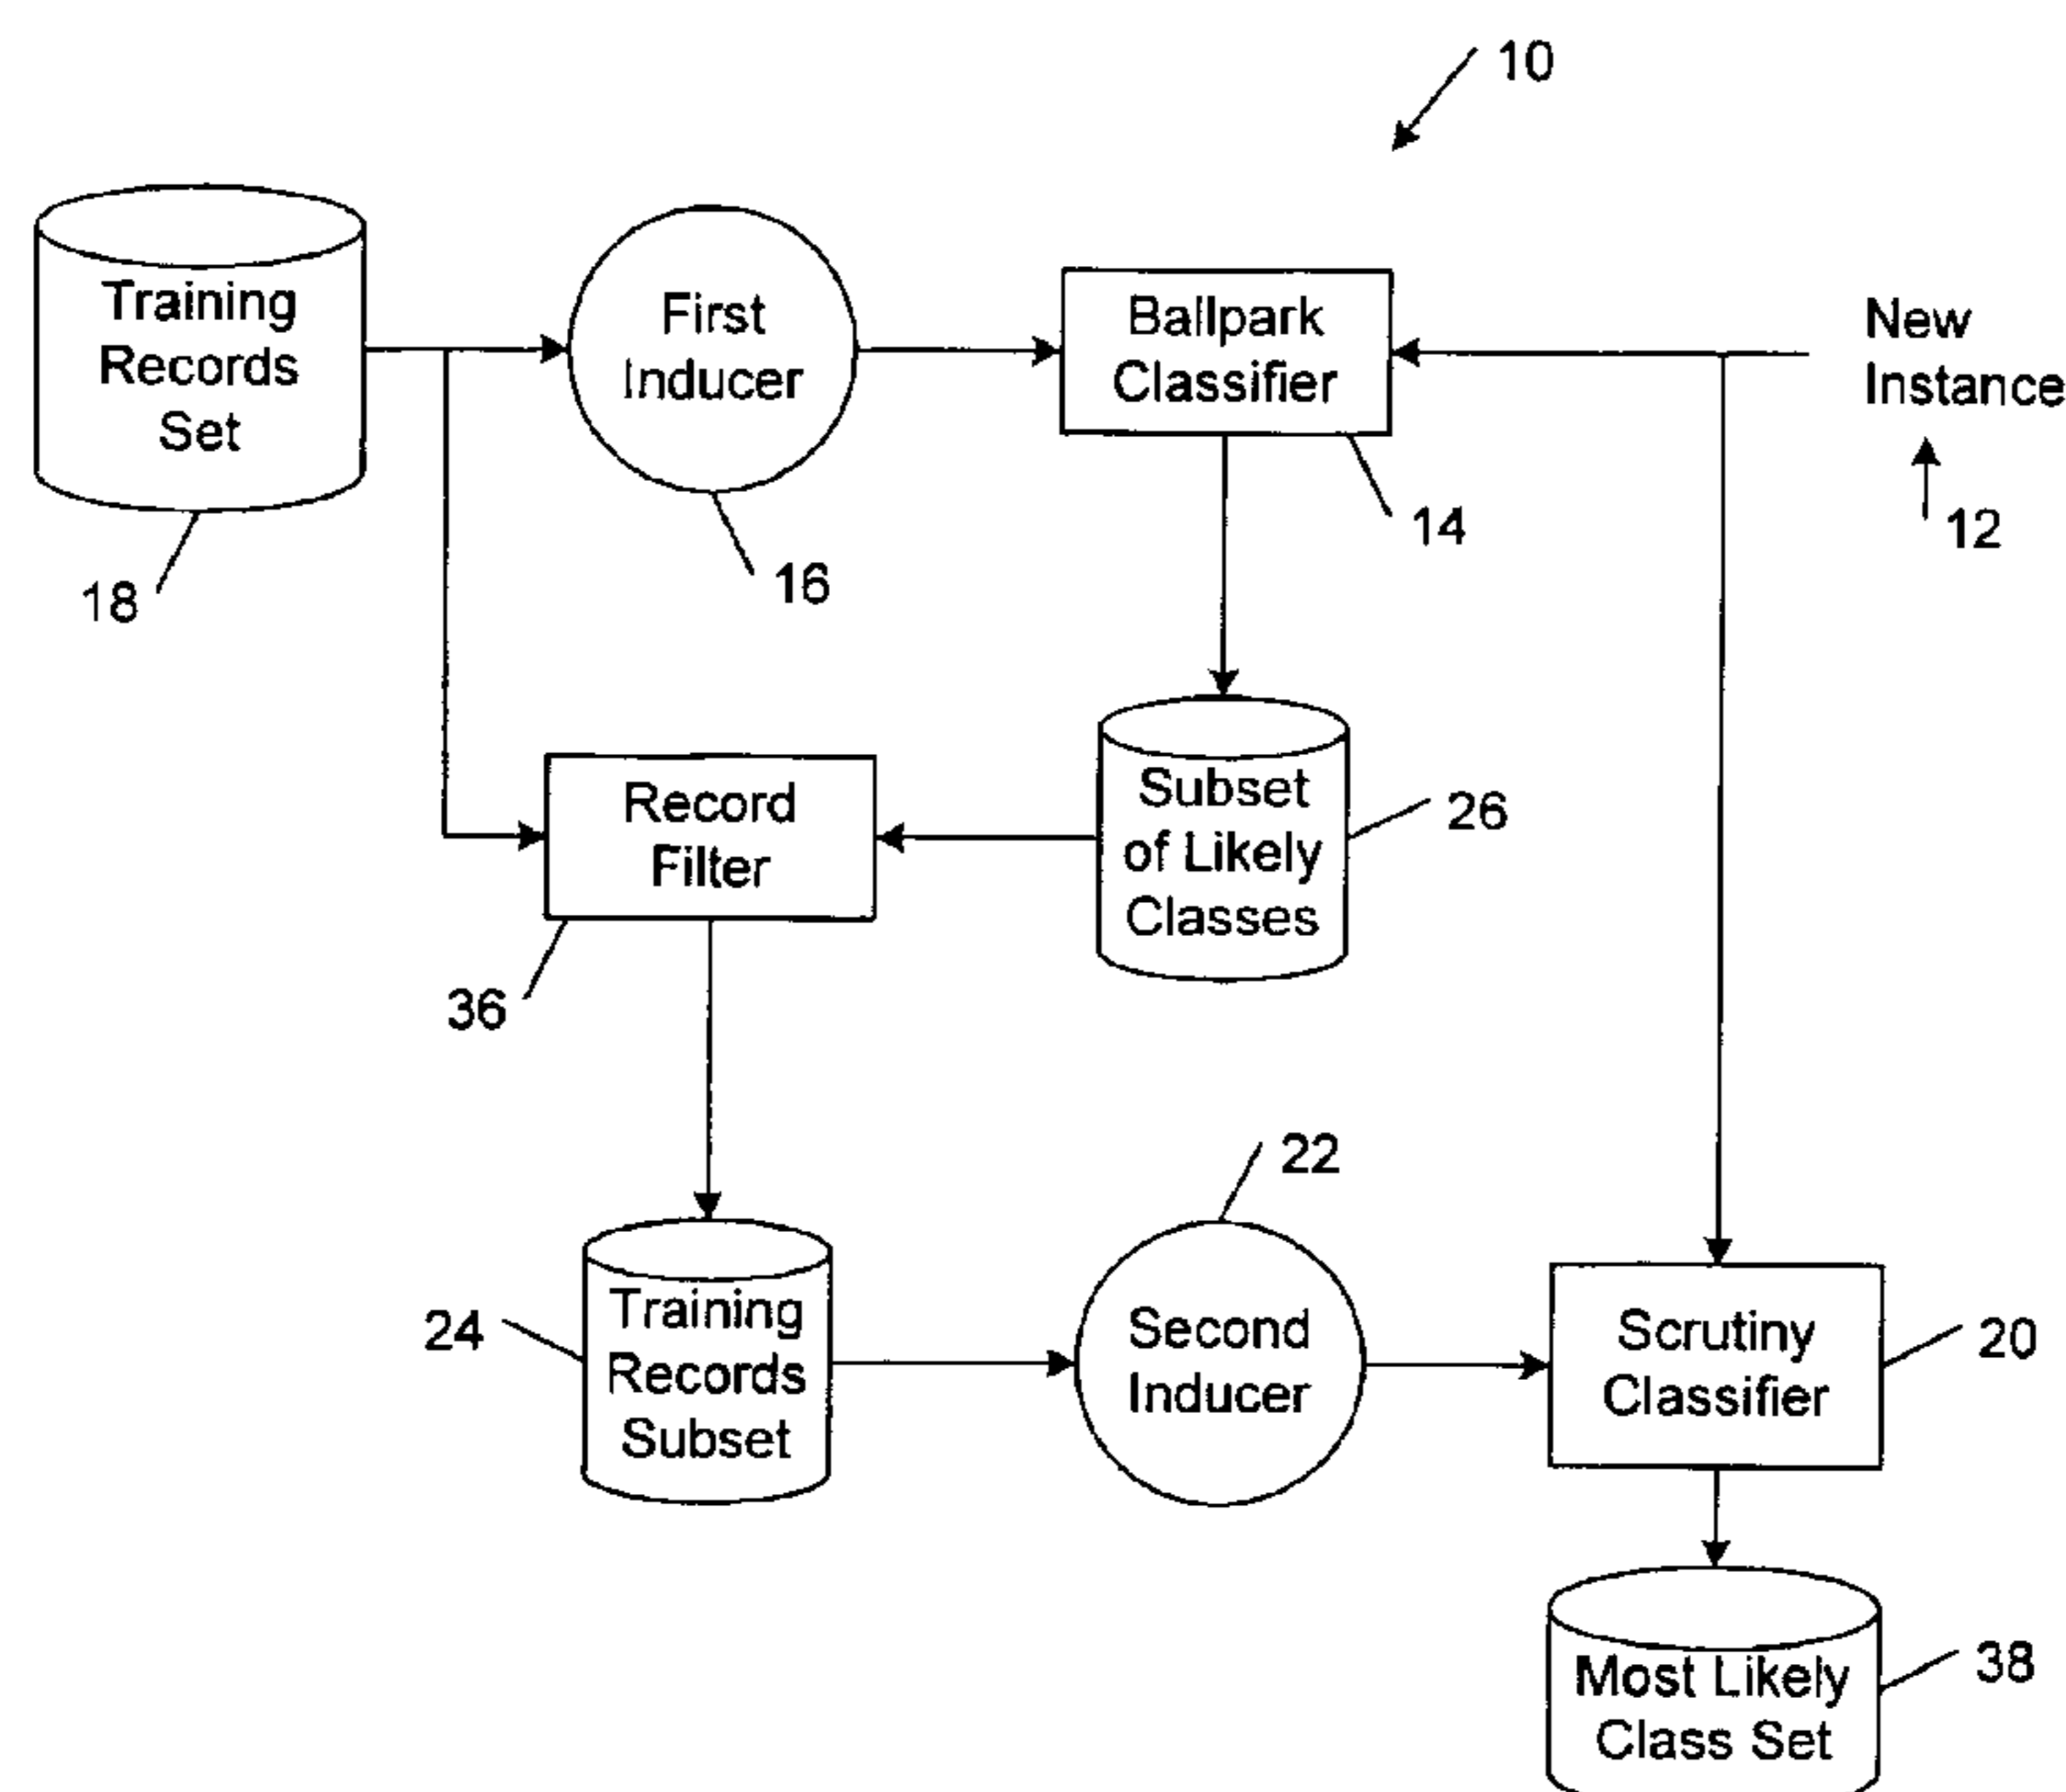 10
Training
Records
Set
18
First
Inducer
16
Ballpark
Classifier
14
New
Instance
12
Record
Filter
36
Subset
of Likely
Classes
26
24
Training
Records
Subset
22
Second
Inducer
Scrutiny
Classifier
20
Most Likely
Class Set
38